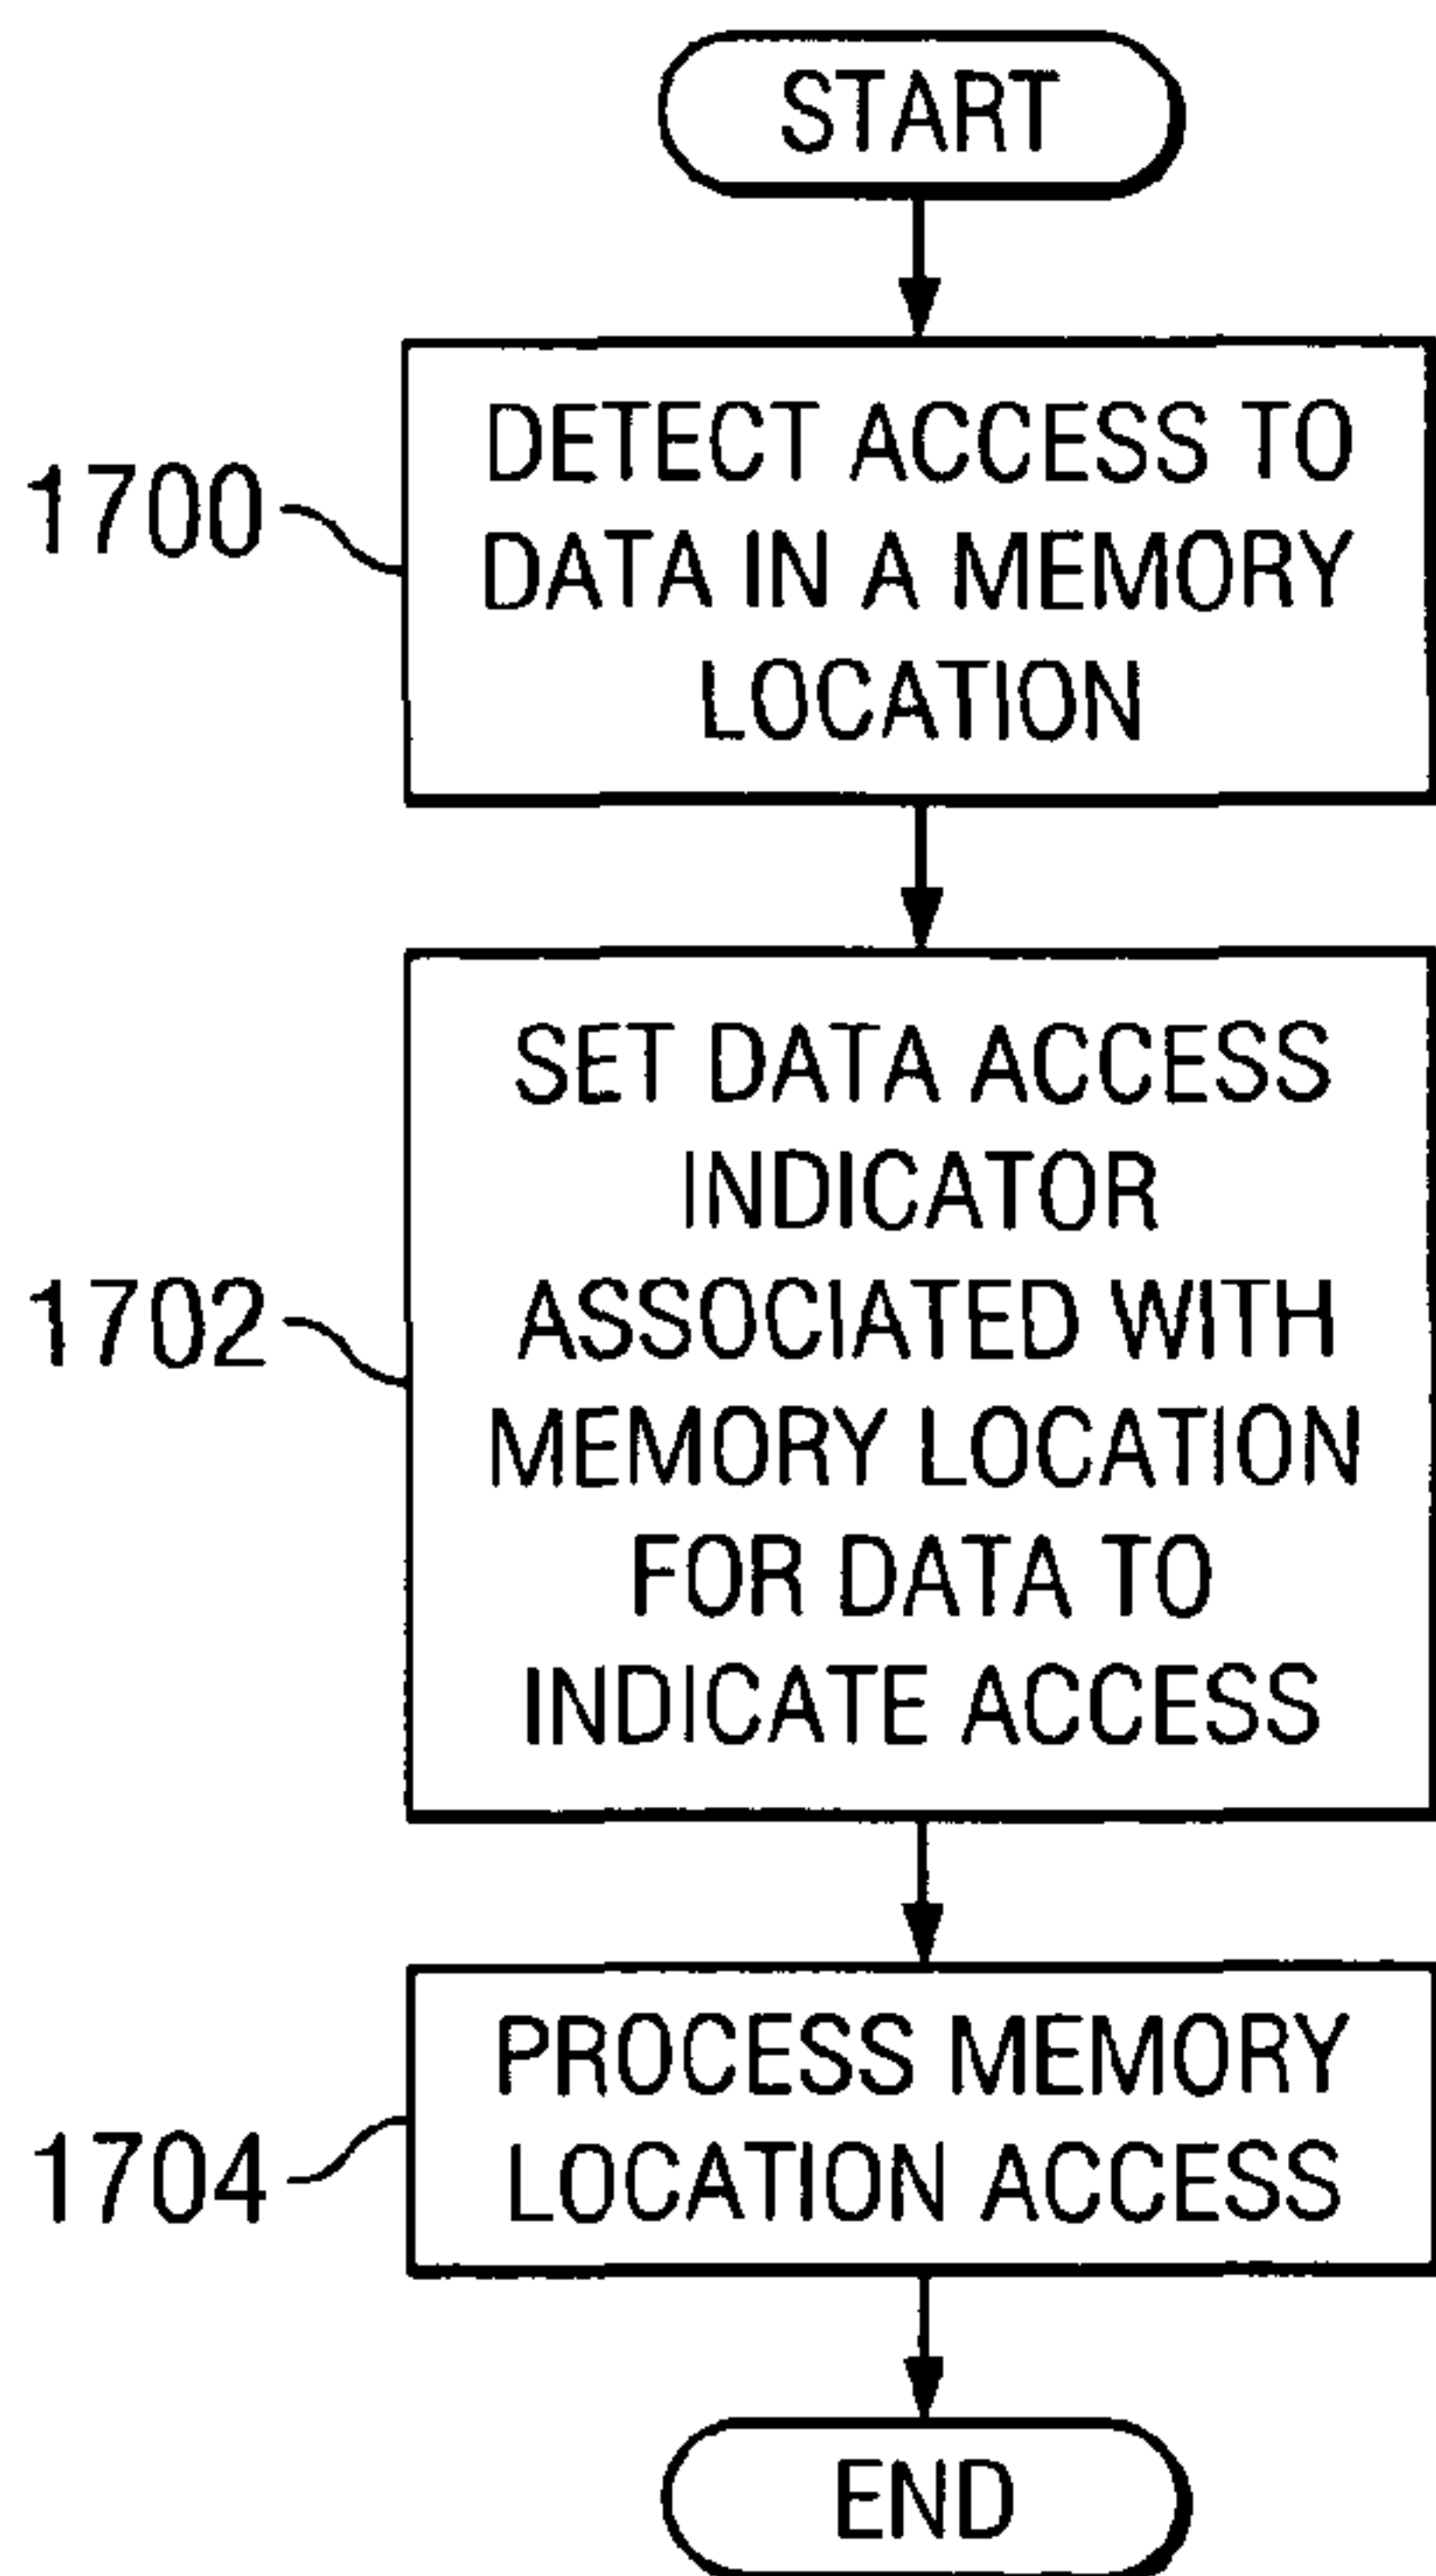 START
1700
DETECT ACCESS TO
DATA IN A MEMORY
LOCATION
1702
SET DATA ACCESS
INDICATOR
ASSOCIATED WITH
MEMORY LOCATION
FOR DATA TO
INDICATE ACCESS
1704
PROCESS MEMORY
LOCATION ACCESS
END